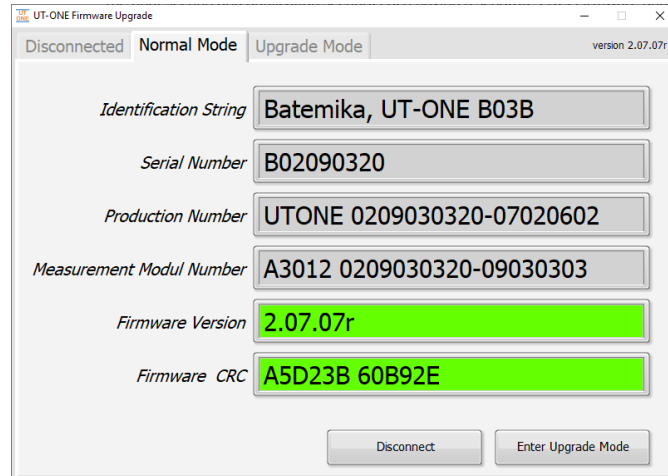 UT ONE UT-ONE Firmware Upgrade
Disconnected Normal Mode Upgrade Mode version 2.07.07r
Identification String Batemika, UT-ONE B03B
Serial Number B02090320
Production Number UTONE 0209030320-07020602
Measurement Modul Number A3012 0209030320-09030303
Firmware Version 2.07.07r
Firmware CRC A5D23B 60B92E
Disconnect Enter Upgrade Mode